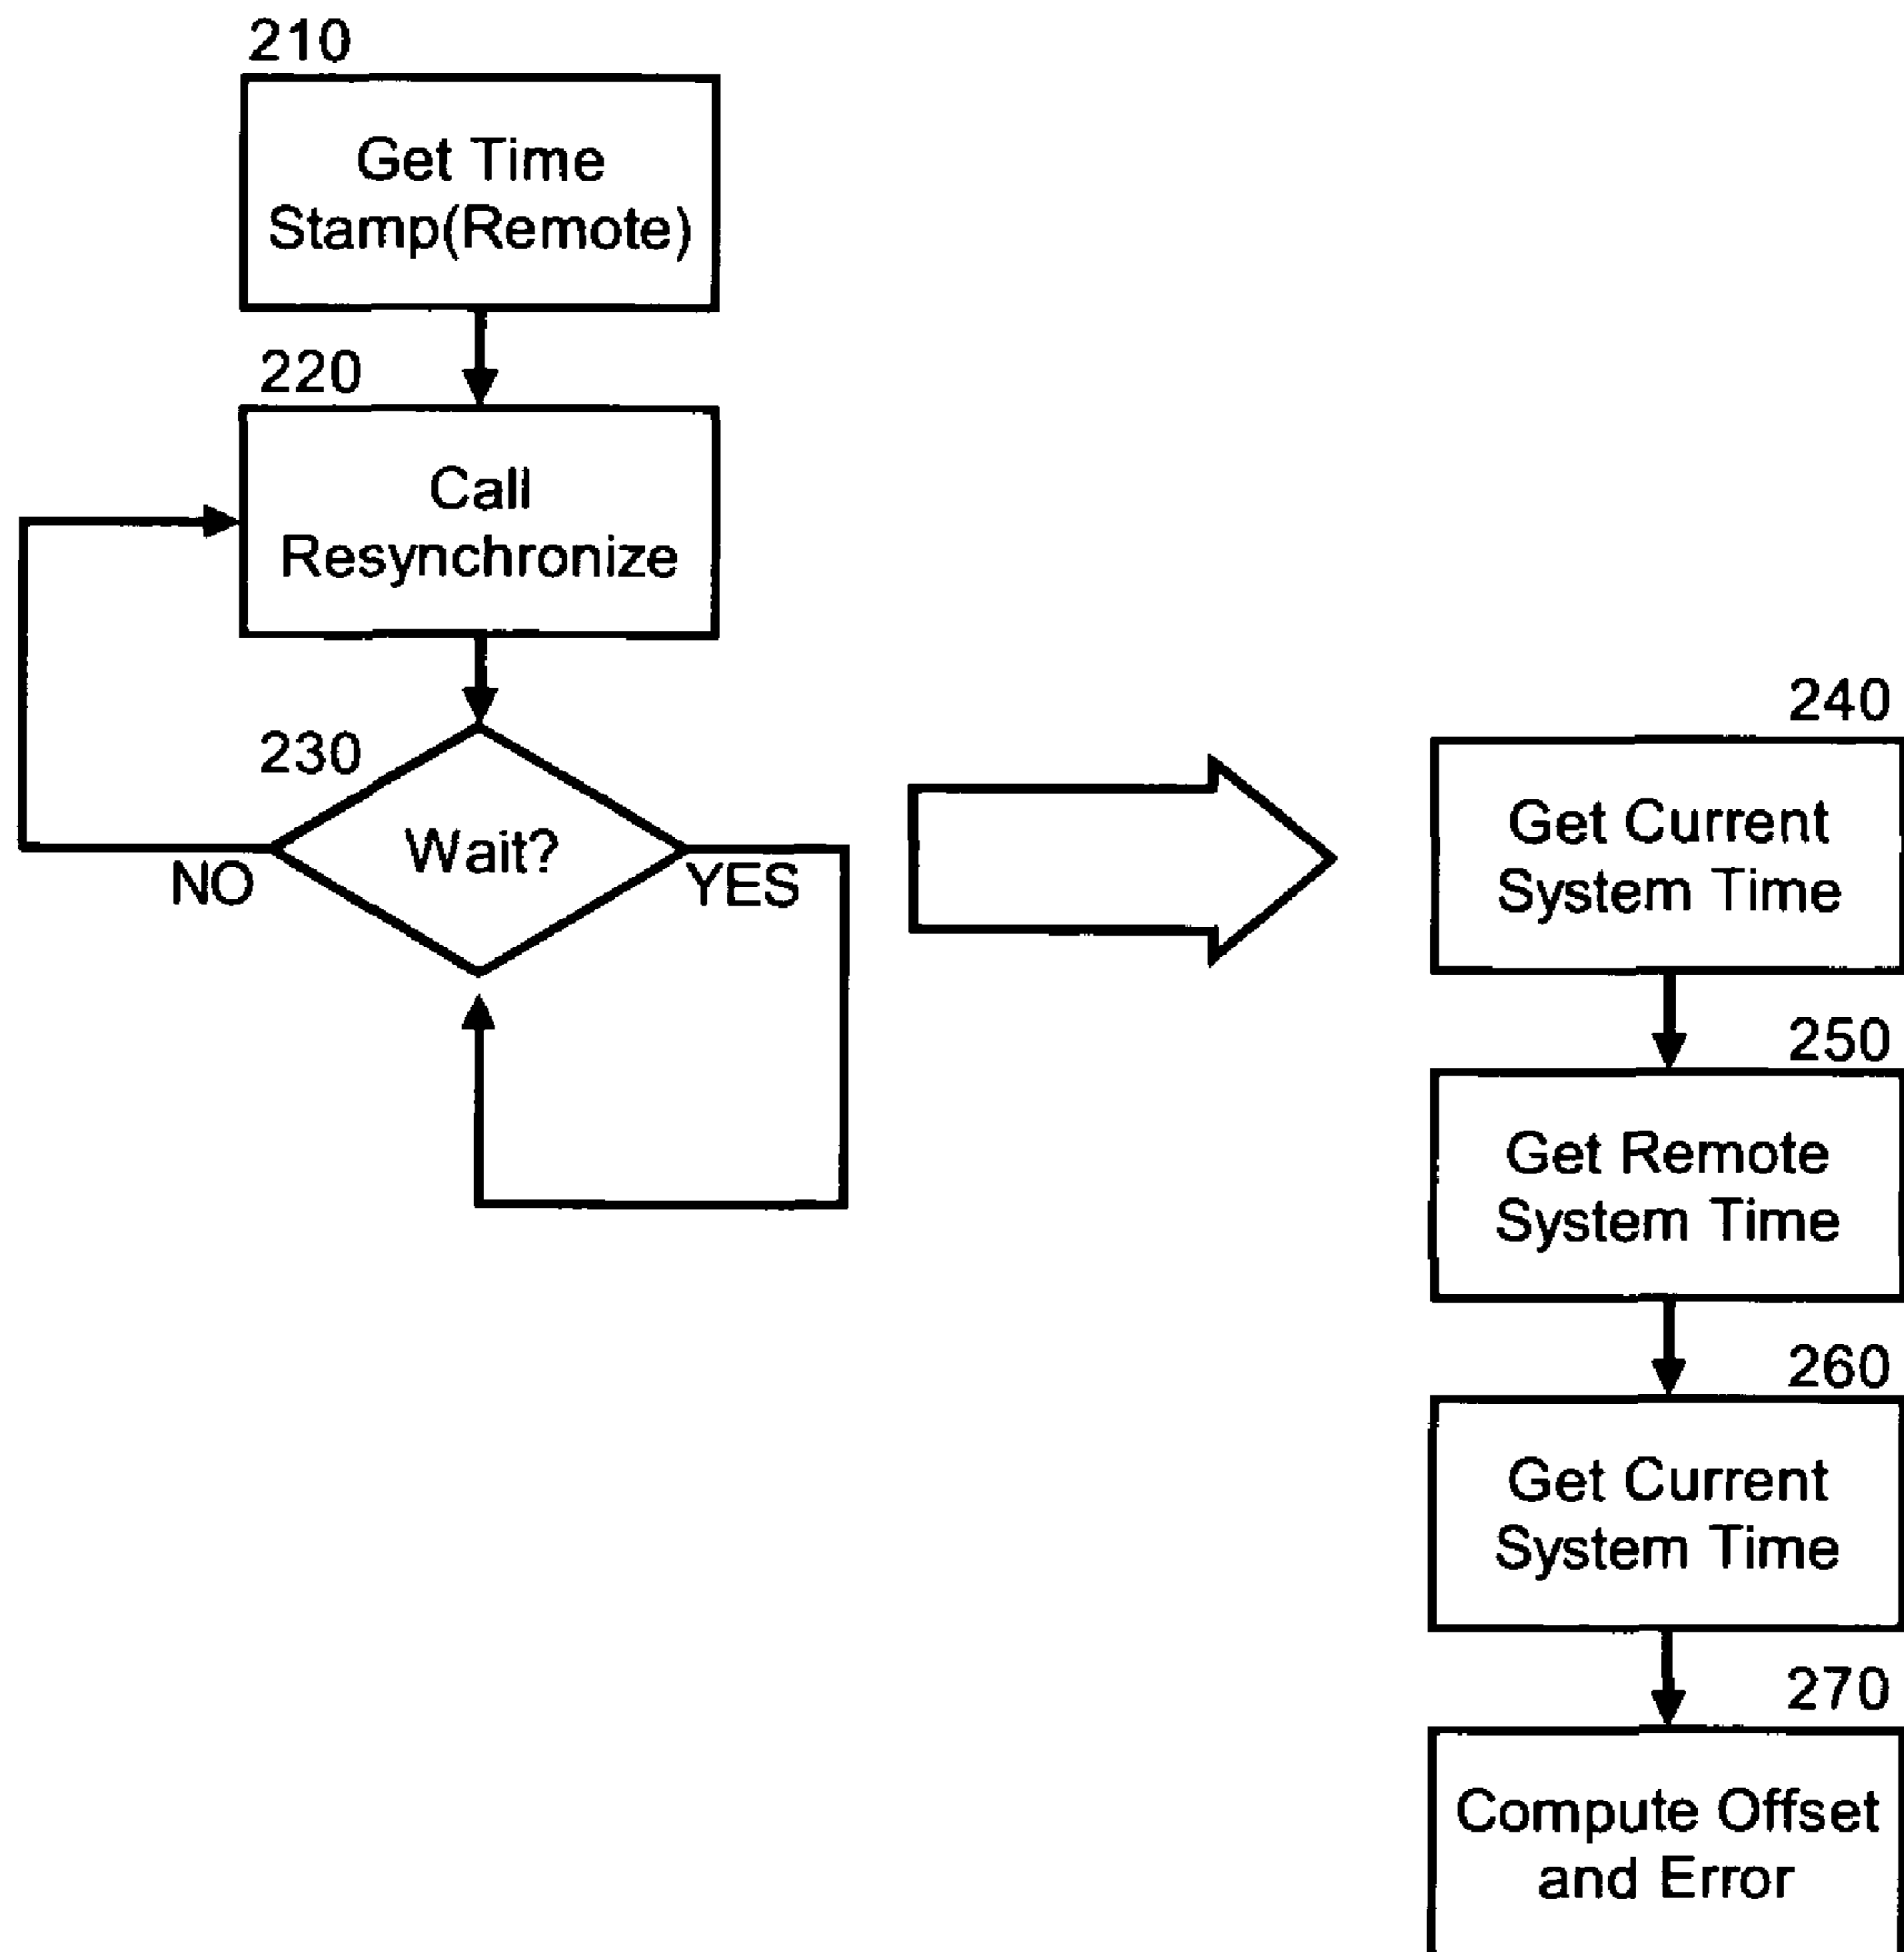 210
Get Time
Stamp(Remote)
220
Call
Resynchronize
230
Wait?
NO
YES
240
Get Current
System Time
250
Get Remote
System Time
260
Get Current
System Time
270
Compute Offset
and Error